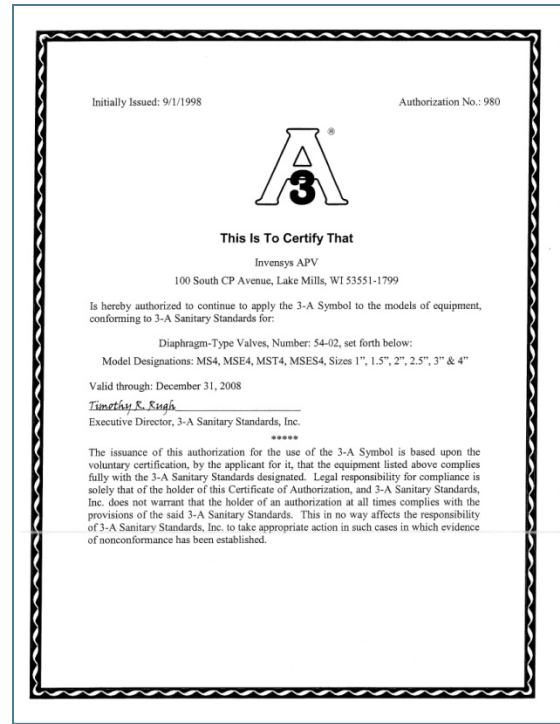 Initially Issued: 9/1/1998 Authorization No.: 980
®
A
3
This Is To Certify That
Invensys APV
100 South CP Avenue, Lake Mills, WI 53551-1799
Is hereby authorized to continue to apply the 3-A Symbol to the models of equipment,
conforming to 3-A Sanitary Standards for:
Diaphragm-Type Valves, Number: 54-02, set forth below:
Model Designations: MS4, MSE4, MST4, MSES4, Sizes 1”, 1.5”, 2”, 2.5”, 3” & 4”
Valid through: December 31, 2008
Timothy R. Rugh
Executive Director, 3-A Sanitary Standards, Inc.
*****
The issuance of this authorization for the use of the 3-A Symbol is based upon the
voluntary certification, by the applicant for it, that the equipment listed above complies
fully with the 3-A Sanitary Standards designated. Legal responsibility for compliance is
solely that of the holder of this Certificate of Authorization, and 3-A Sanitary Standards,
Inc. does not warrant that the holder of an authorization at all times complies with the
provisions of the said 3-A Sanitary Standards. This in no way affects the responsibility
of 3-A Sanitary Standards, Inc. to take appropriate action in such cases in which evidence
of nonconformance has been established.